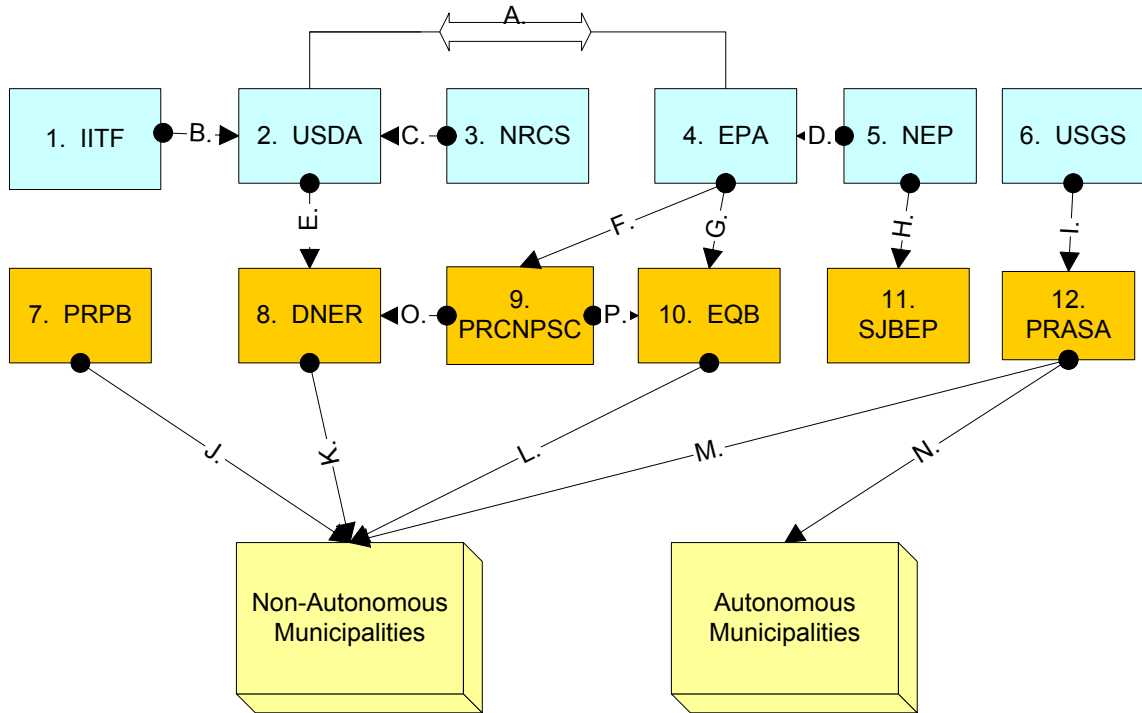 A.
1. IITF
B.
2. USDA
C.
3. NRCS
4. EPA
D.
5. NEP
6. USGS
E.
F.
G.
H.
I.
7. PRPB
8. DNER
O.
9.
PRCNPSC
P.
10. EQB
11.
SJBEP
12.
PRASA
J.
K.
L.
M.
N.
Non-Autonomous
Municipalities
Autonomous
Municipalities